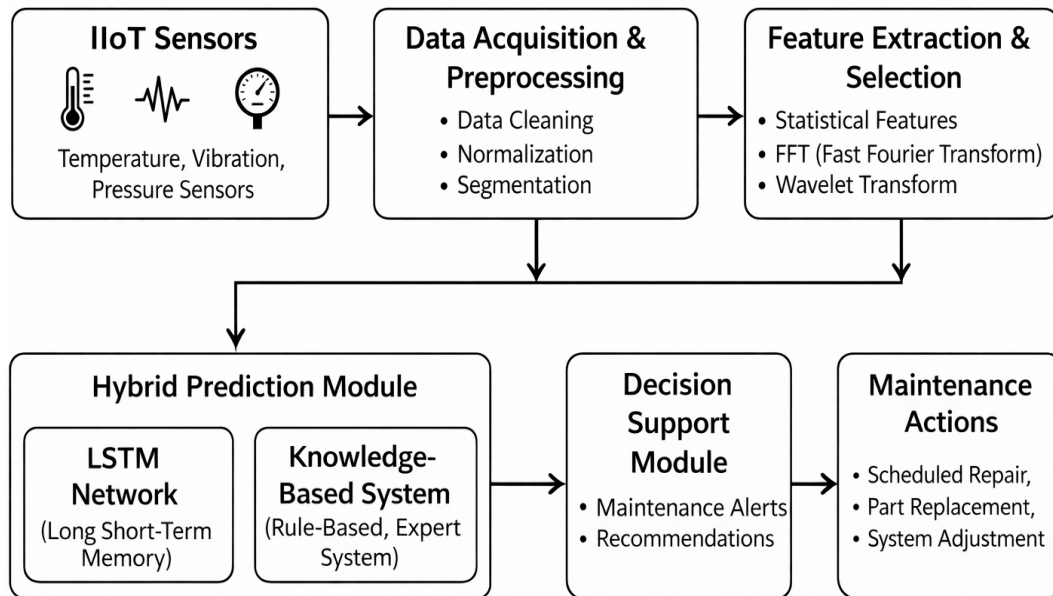 IIoT Sensors
Temperature, Vibration,
Pressure Sensors
Data Acquisition &
Preprocessing
• Data Cleaning
• Normalization
• Segmentation
Feature Extraction &
Selection
• Statistical Features
• FFT (Fast Fourier Transform)
• Wavelet Transform
Hybrid Prediction Module
LSTM
Network
(Long Short-Term
Memory)
Knowledge-
Based System
(Rule-Based, Expert
System)
Decision
Support
Module
• Maintenance Alerts
• Recommendations
Maintenance
Actions
• Scheduled Repair,
• Part Replacement,
• System Adjustment